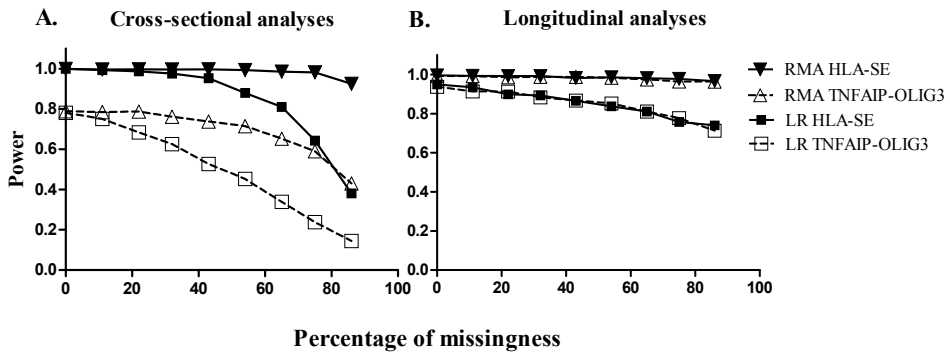 A. Cross-sectional analyses
B. Longitudinal analyses
Power
1.0
0.8
0.6
0.4
0.2
0.0
0 20 40 60 80 100
1.0
0.8
0.6
0.4
0.2
0.0
0 20 40 60 80 100
RMA HLA-SE
RMA TNFAIP-OLIG3
LR HLA-SE
LR TNFAIP-OLIG3
Percentage of missingness